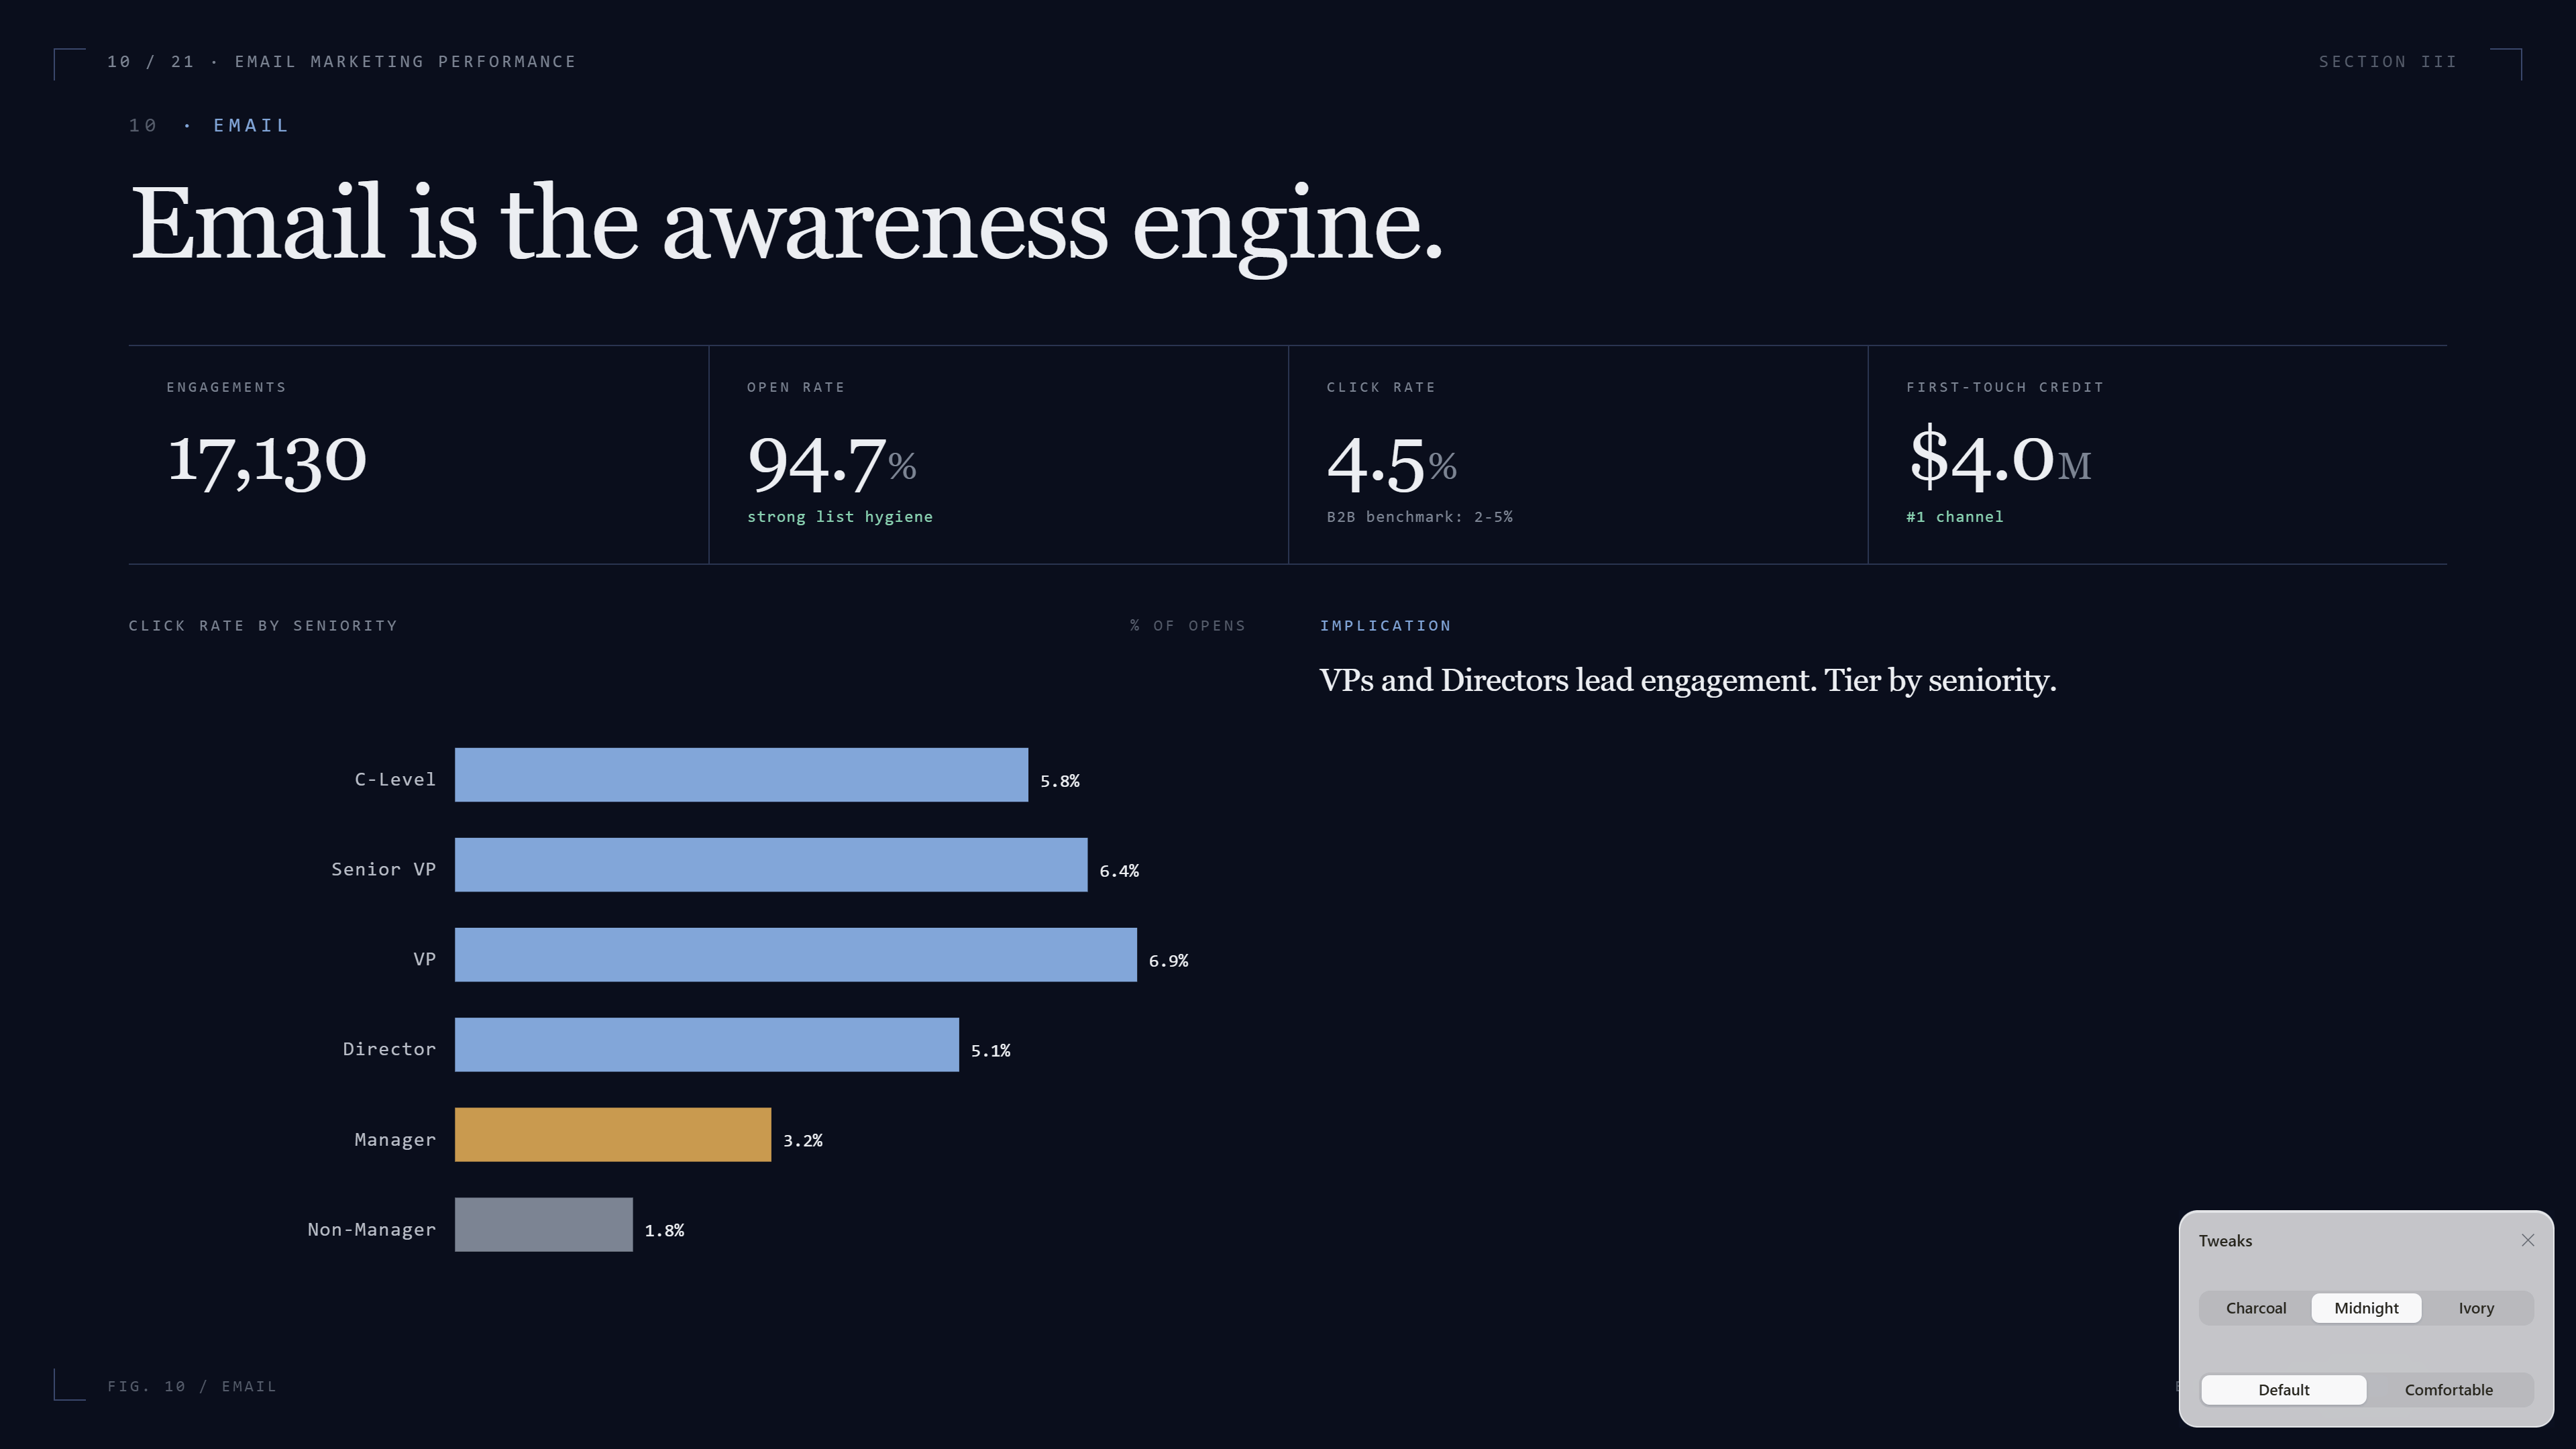 10 / 21 · EMAIL MARKETING PERFORMANCE
SECTION III
10 · EMAIL
Email is the awareness engine.
ENGAGEMENTS
17,130
OPEN RATE
94.7%
strong list hygiene
CLICK RATE
4.5%
B2B benchmark: 2-5%
FIRST-TOUCH CREDIT
$4.0M
#1 channel
CLICK RATE BY SENIORITY
% OF OPENS
C-Level 5.8%
Senior VP 6.4%
VP 6.9%
Director 5.1%
Manager 3.2%
Non-Manager 1.8%
IMPLICATION
VPs and Directors lead engagement. Tier by seniority.
FIG. 10 / EMAIL
Tweaks
Charcoal Midnight Ivory
Default Comfortable